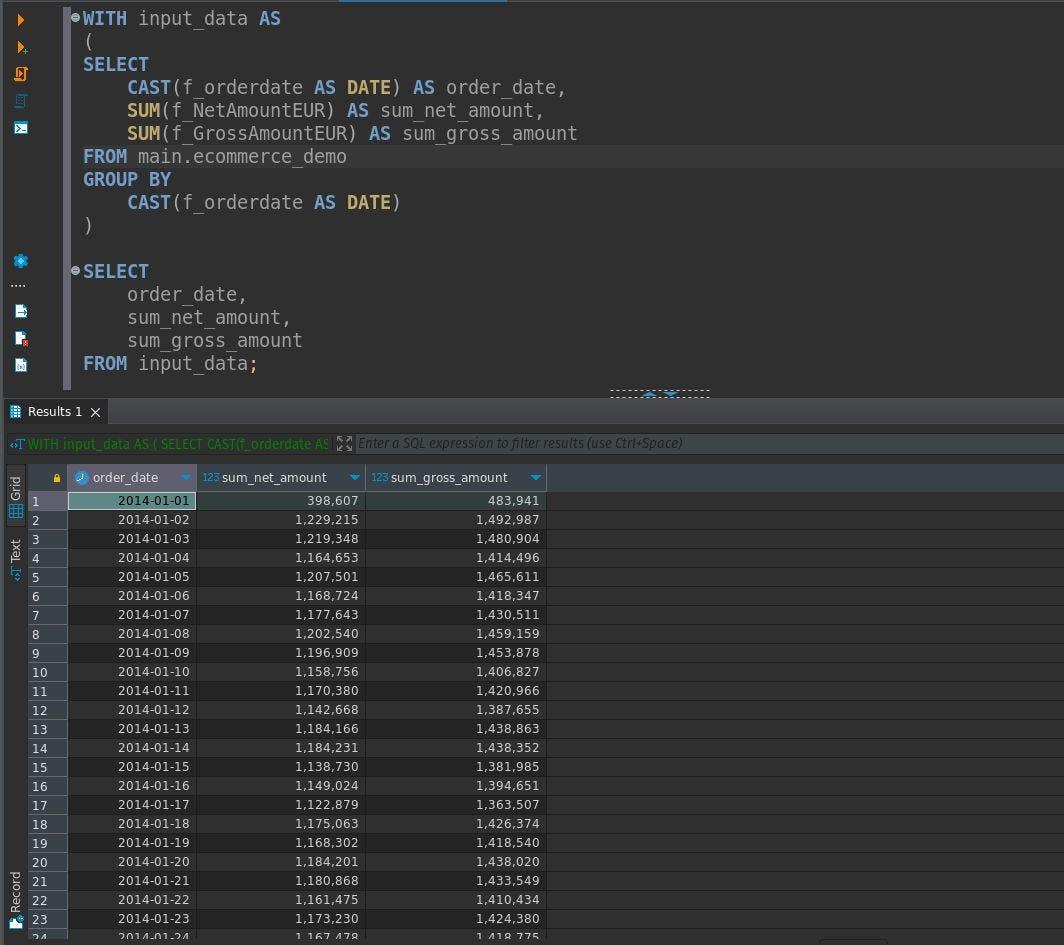 WITH input_data AS
(
SELECT
CAST(f_orderdate AS DATE) AS order_date,
SUM(f_NetAmountEUR) AS sum_net_amount,
SUM(f_GrossAmountEUR) AS sum_gross_amount
FROM main.ecommerce_demo
GROUP BY
CAST(f_orderdate AS DATE)
)
SELECT
order_date,
sum_net_amount,
sum_gross_amount
FROM input_data;
Results 1
WITH input_data AS ( SELECT CAST(f_orderdate AS Enter a SQL expression to filter results (use Ctrl+Space)
Grid
Text
Record
order_date 123 sum_net_amount 123 sum_gross_amount
1 2014-01-01 398,607 483,941
2 2014-01-02 1,229,215 1,492,987
3 2014-01-03 1,219,348 1,480,904
4 2014-01-04 1,164,653 1,414,496
5 2014-01-05 1,207,501 1,465,611
6 2014-01-06 1,168,724 1,418,347
7 2014-01-07 1,177,643 1,430,511
8 2014-01-08 1,202,540 1,459,159
9 2014-01-09 1,196,909 1,453,878
10 2014-01-10 1,158,756 1,406,827
11 2014-01-11 1,170,380 1,420,966
12 2014-01-12 1,142,668 1,387,655
13 2014-01-13 1,184,166 1,438,863
14 2014-01-14 1,184,231 1,438,352
15 2014-01-15 1,138,730 1,381,985
16 2014-01-16 1,149,024 1,394,651
17 2014-01-17 1,122,879 1,363,507
18 2014-01-18 1,175,063 1,426,374
19 2014-01-19 1,168,302 1,418,540
20 2014-01-20 1,184,201 1,438,020
21 2014-01-21 1,180,868 1,433,549
22 2014-01-22 1,161,475 1,410,434
23 2014-01-23 1,173,230 1,424,380
24 2014-01-24 1,167,478 1,418,775